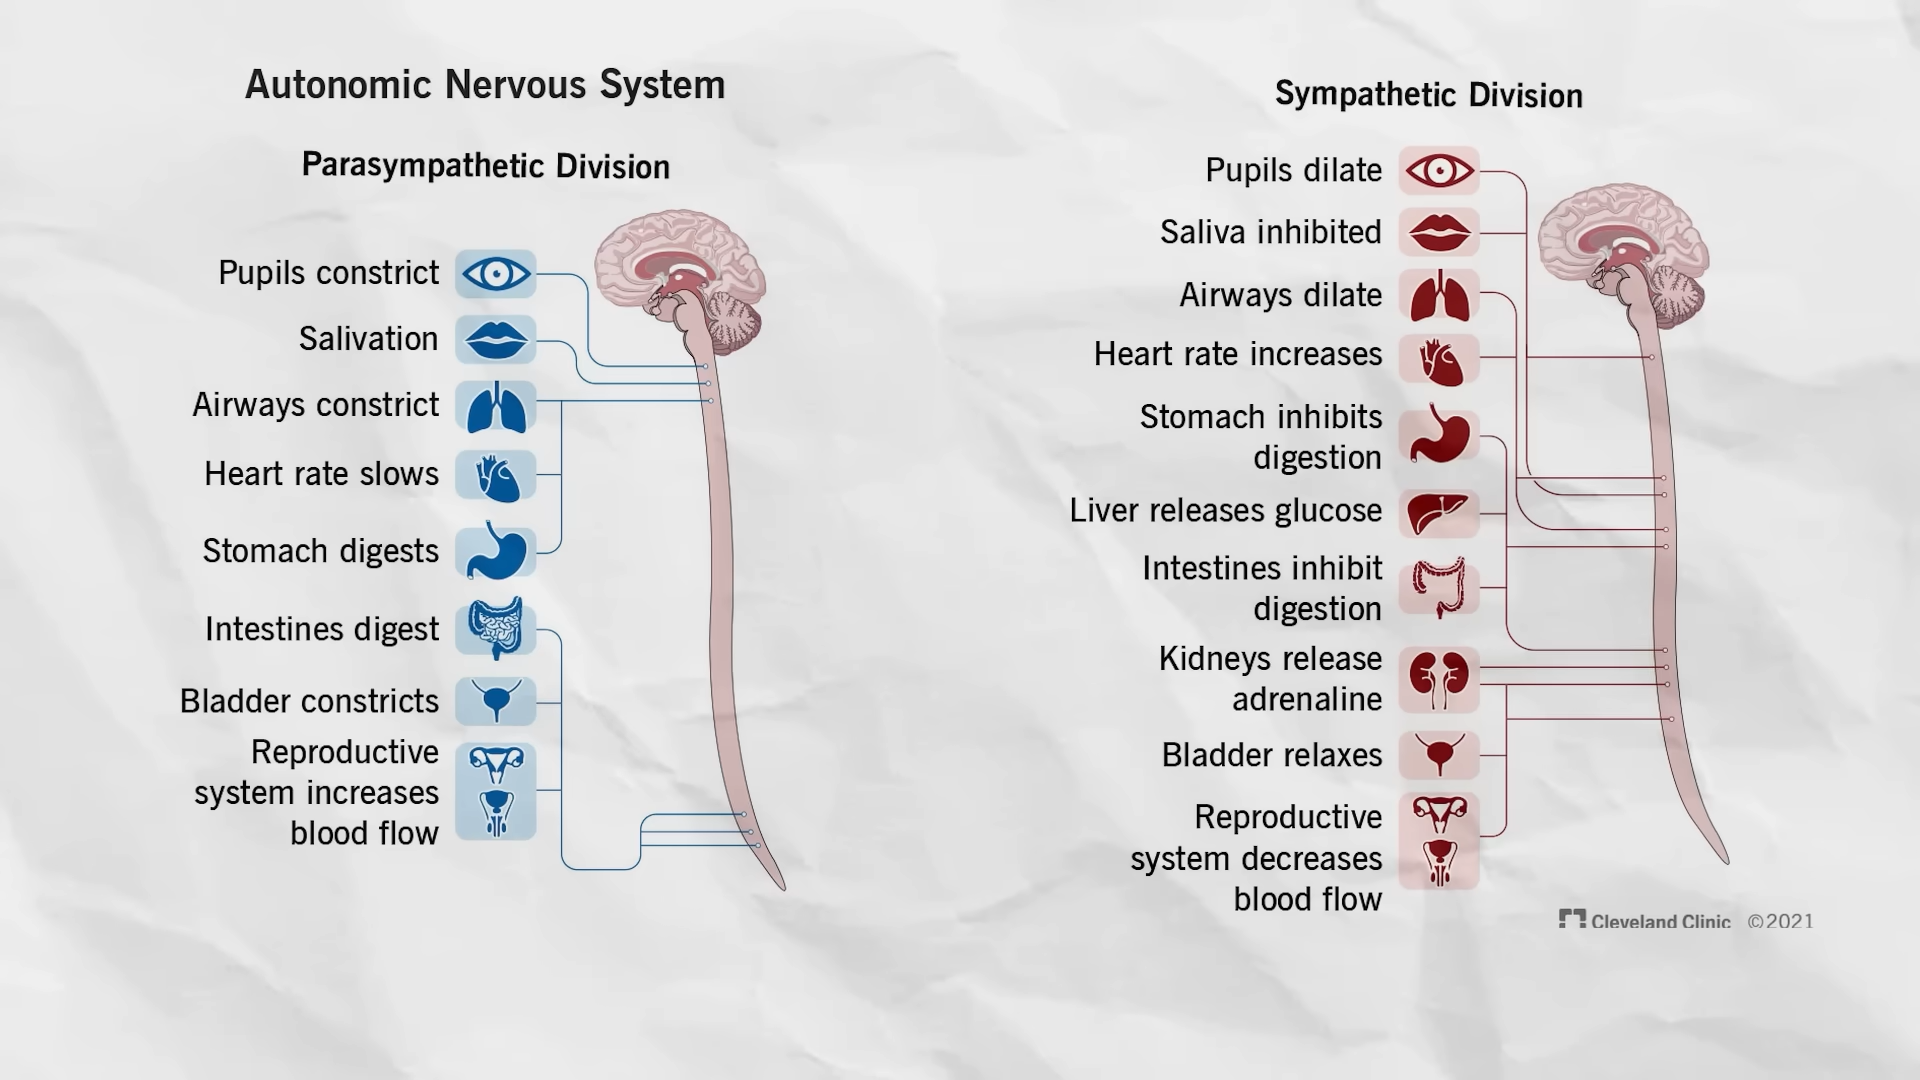 Autonomic Nervous System
Parasympathetic Division
Pupils constrict
Salivation
Airways constrict
Heart rate slows
Stomach digests
Intestines digest
Bladder constricts
Reproductive
system increases
blood flow
Sympathetic Division
Pupils dilate
Saliva inhibited
Airways dilate
Heart rate increases
Stomach inhibits
digestion
Liver releases glucose
Intestines inhibit
digestion
Kidneys release
adrenaline
Bladder relaxes
Reproductive
system decreases
blood flow
Cleveland Clinic ©2021